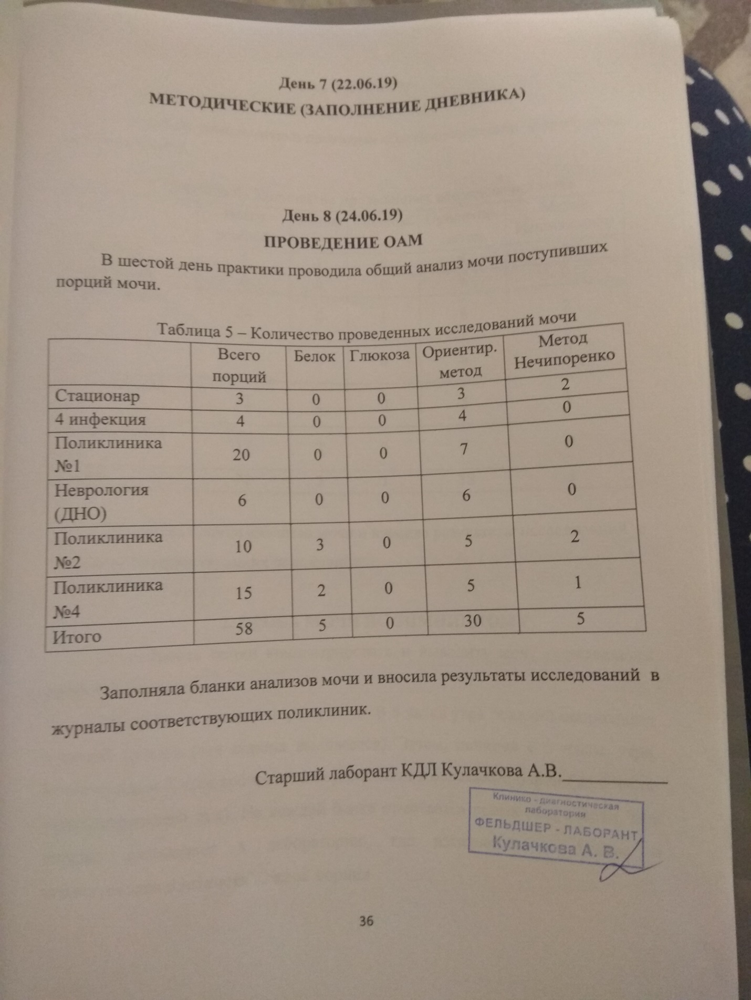 День 7 (22.06.19)
МЕТОДИЧЕСКИЕ (ЗАПОЛНЕНИЕ ДНЕВНИКА)
День 8 (24.06.19)
ПРОВЕДЕНИЕ ОАМ
В шестой день практики проводила общий анализ мочи поступивших
порций мочи.
Таблица 5 – Количество проведенных исследований мочи
Всего порций Белок Глюкоза Ориентир. метод Метод Нечипоренко
Стационар 3 0 0 3 2
4 инфекция 4 0 0 4 0
Поликлиника №1 20 0 0 7 0
Неврология (ДНО) 6 0 0 6 0
Поликлиника №2 10 3 0 5 2
Поликлиника №4 15 2 0 5 1
Итого 58 5 0 30 5
Заполняла бланки анализов мочи и вносила результаты исследований в
журналы соответствующих поликлиник.
Старший лаборант КДЛ Кулачкова А.В.____________
Клинико - диагностическая
лаборатория
ФЕЛЬДШЕР - ЛАБОРАНТ
Кулачкова А. В.
36